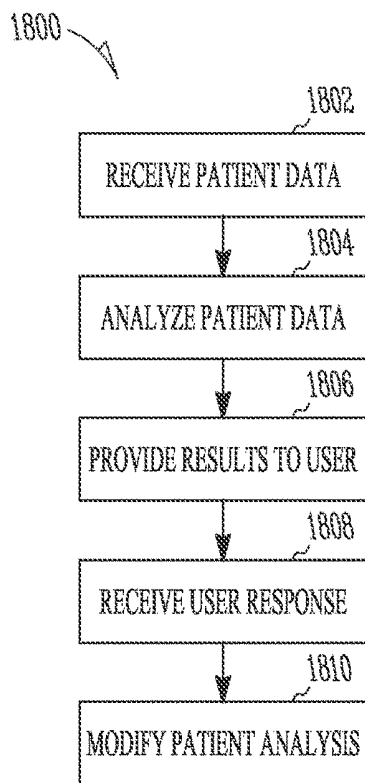 1800
1802
RECEIVE PATIENT DATA
1804
ANALYZE PATIENT DATA
1806
PROVIDE RESULTS TO USER
1808
RECEIVE USER RESPONSE
1810
MODIFY PATIENT ANALYSIS